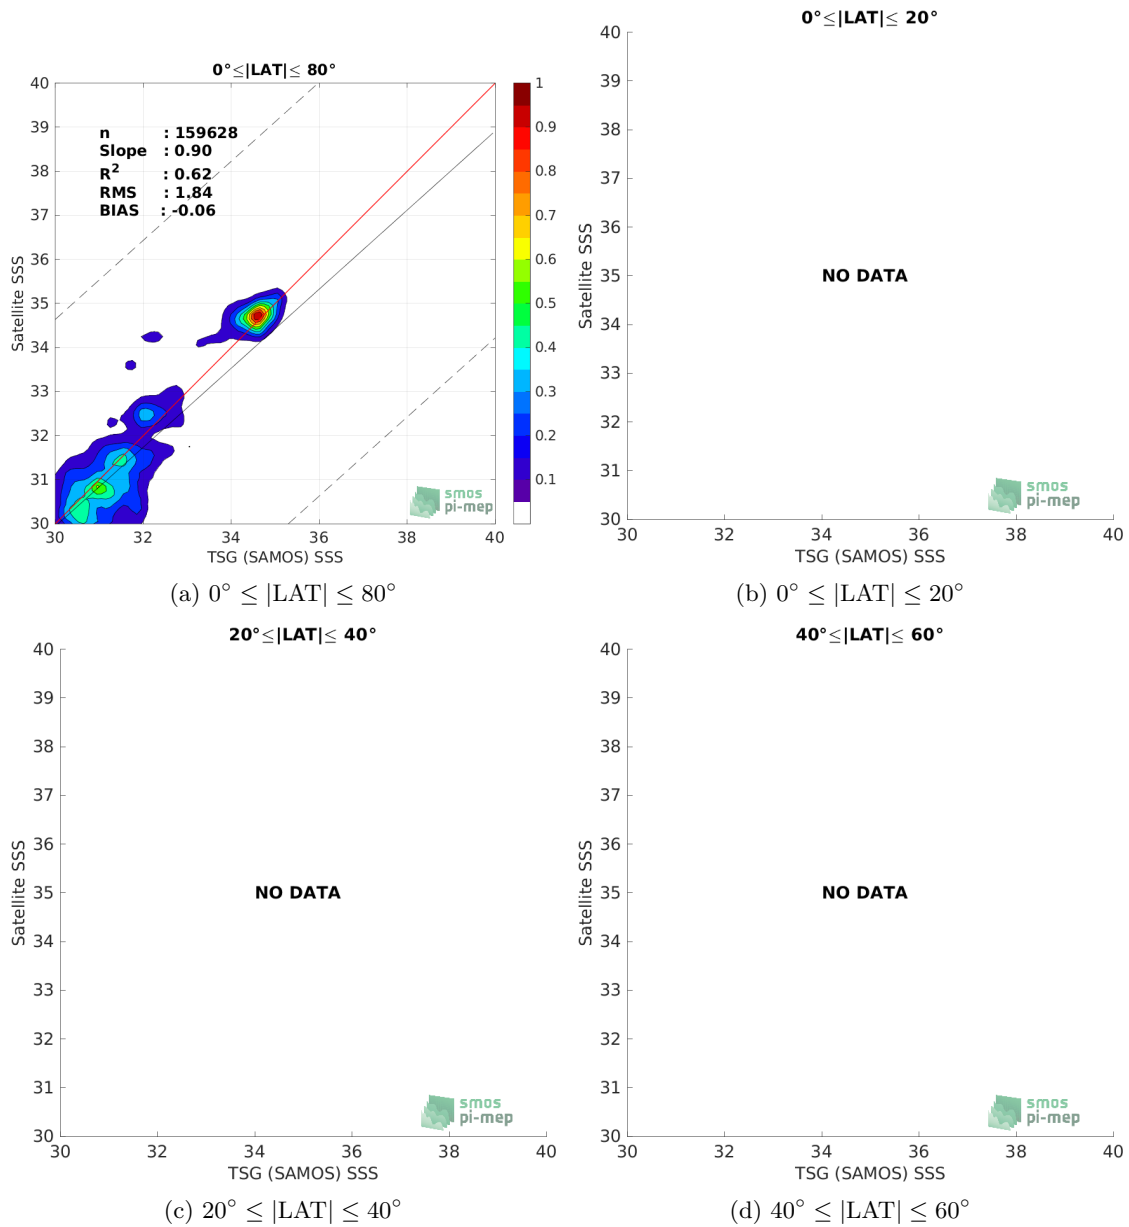 0°≤|LAT|≤ 80°
40
39
38
37
36
35
34
33
32
31
30
Satellite SSS
n : 159628
Slope : 0.90
R² : 0.62
RMS : 1.84
BIAS : -0.06
1
0.9
0.8
0.7
0.6
0.5
0.4
0.3
0.2
0.1
smos
pi-mep
30 32 34 36 38 40
TSG (SAMOS) SSS
(a) 0° ≤ |LAT| ≤ 80°
0°≤|LAT|≤ 20°
40
39
38
37
36
35
34
33
32
31
30
Satellite SSS
NO DATA
smos
pi-mep
30 32 34 36 38 40
TSG (SAMOS) SSS
(b) 0° ≤ |LAT| ≤ 20°
20°≤|LAT|≤ 40°
40
39
38
37
36
35
34
33
32
31
30
Satellite SSS
NO DATA
smos
pi-mep
30 32 34 36 38 40
TSG (SAMOS) SSS
(c) 20° ≤ |LAT| ≤ 40°
40°≤|LAT|≤ 60°
40
39
38
37
36
35
34
33
32
31
30
Satellite SSS
NO DATA
smos
pi-mep
30 32 34 36 38 40
TSG (SAMOS) SSS
(d) 40° ≤ |LAT| ≤ 60°